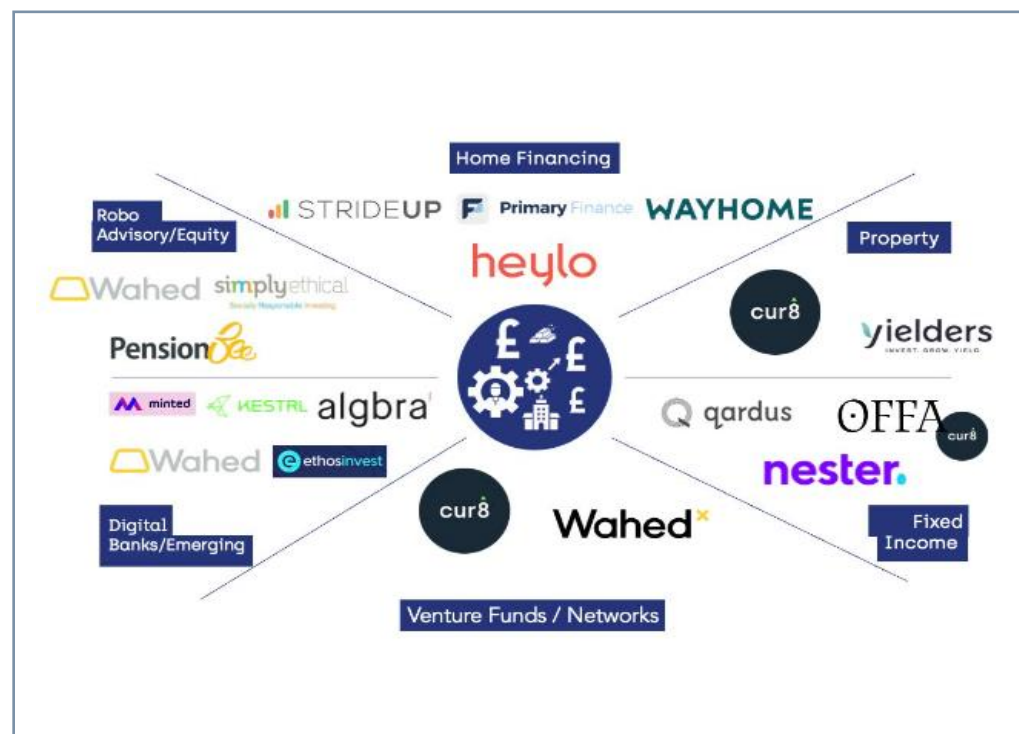 Home Financing
STRIDEUP
Primary Finance
WAYHOME
heylo
Robo
Advisory/Equity
Wahed
simplyethical
Socially Responsible Investing
PensionBee
Property
cur8
yielders
INVEST. GROW. YIELD.
£
£
£
minted
KESTRL
algbra
Wahed
ethosinvest
Digital
Banks/Emerging
qardus
OFFA
cur8
nester.
Fixed
Income
cur8
Wahed x
Venture Funds / Networks